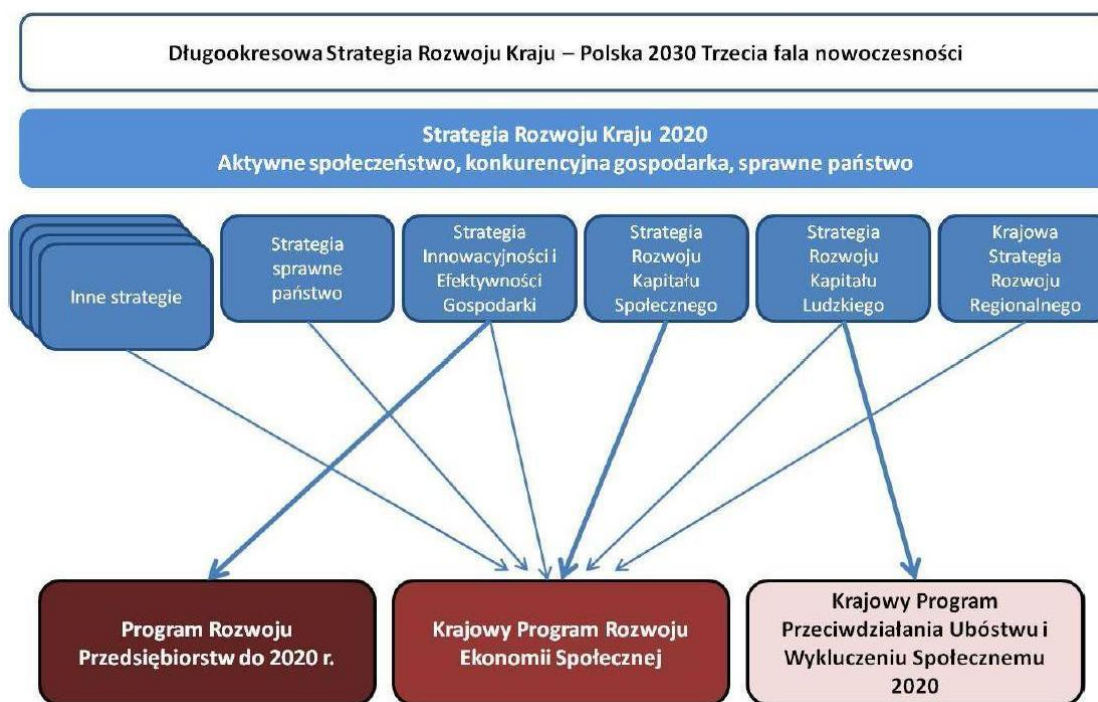 Długookresowa Strategia Rozwoju Kraju – Polska 2030 Trzecia fala nowoczesności
Strategia Rozwoju Kraju 2020
Aktywne społeczeństwo, konkurencyjna gospodarka, sprawne państwo
Inne strategie
Strategia
sprawne
państwo
Strategia
Innowacyjności i
Efektywności
Gospodarki
Strategia
Rozwoju
Kapitału
Społecznego
Strategia
Rozwoju
Kapitału
Ludzkiego
Krajowa
Strategia
Rozwoju
Regionalnego
Program Rozwoju
Przedsiębiorstw do 2020 r.
Krajowy Program Rozwoju
Ekonomii Społecznej
Krajowy Program
Przeciwdziałania Ubóstwu i
Wykluczeniu Społecznemu
2020